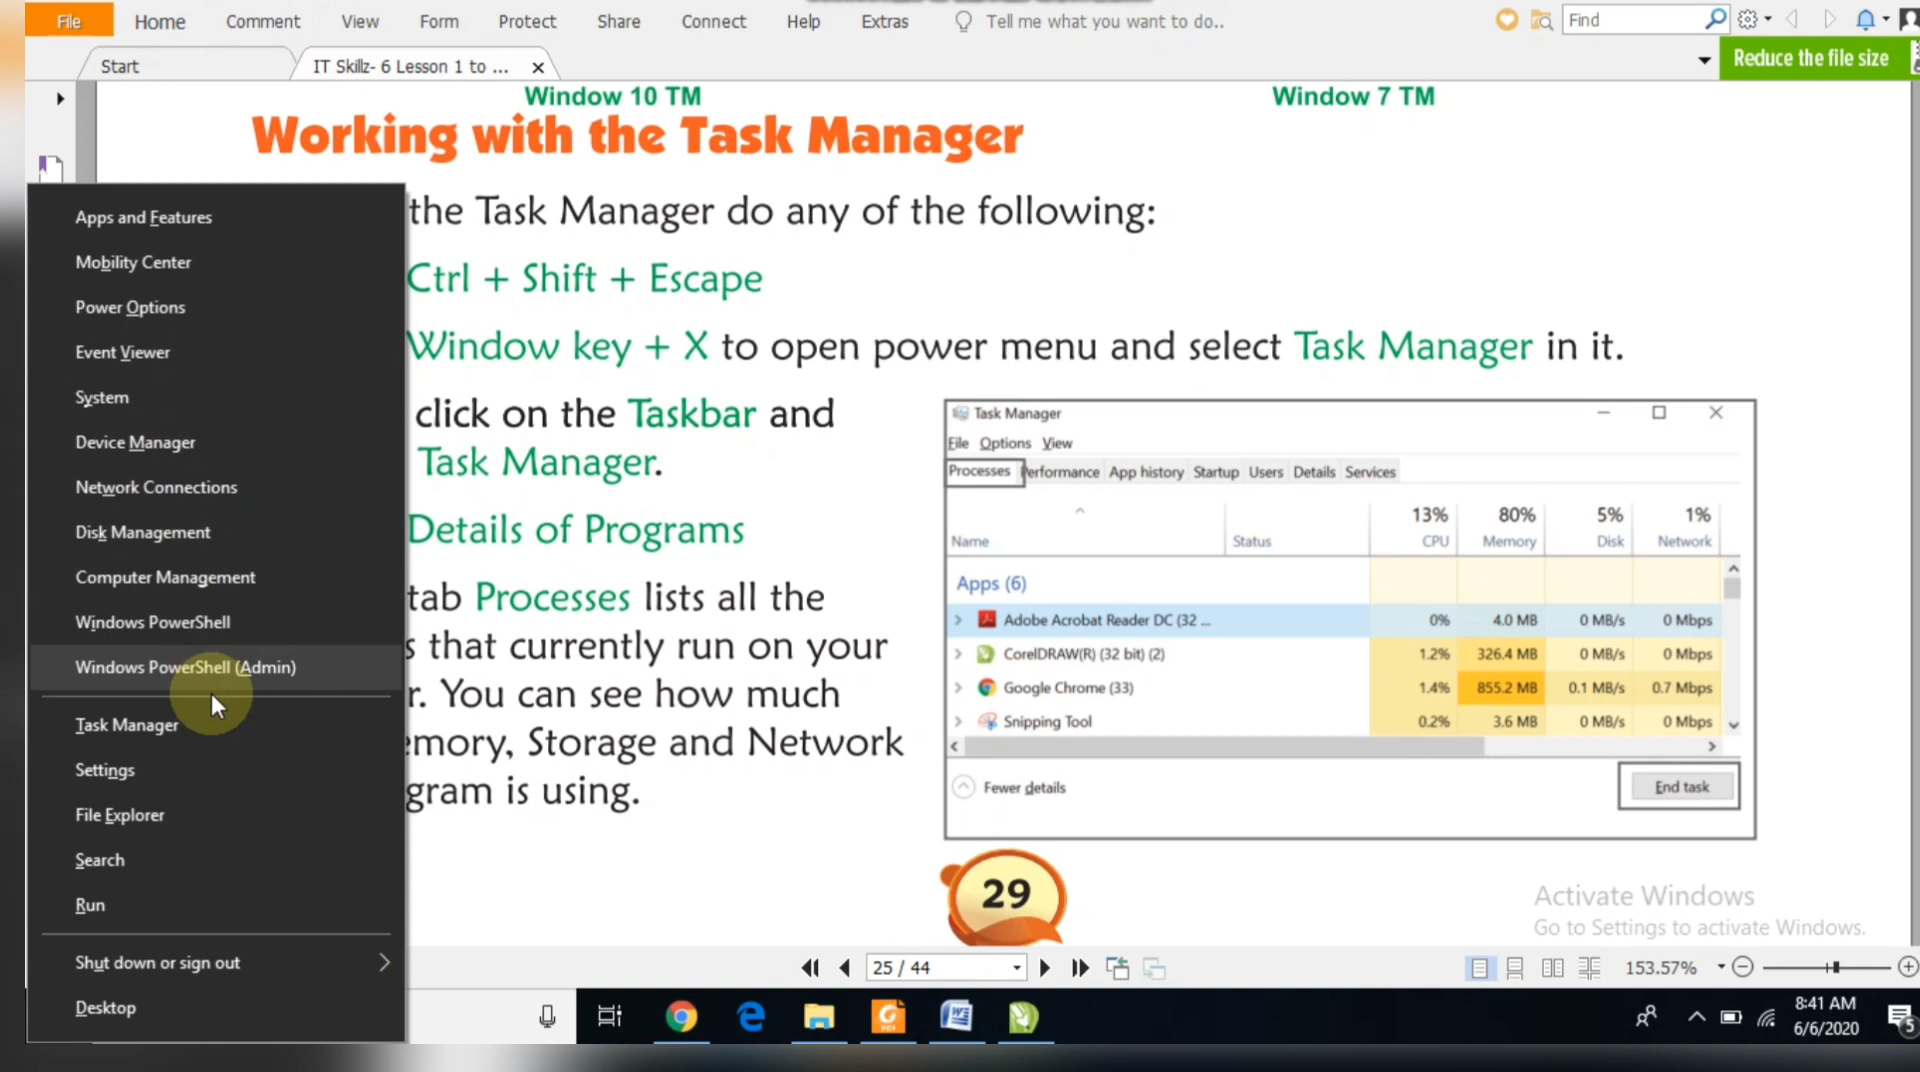 File Home Comment View Form Protect Share Connect Help Extras Tell me what you want to do.. Find
Start IT Skillz- 6 Lesson 1 to ... Reduce the file size
Window 10 TM Window 7 TM
Working with the Task Manager
the Task Manager do any of the following:
Ctrl + Shift + Escape
Window key + X to open power menu and select Task Manager in it.
click on the Taskbar and
Task Manager.
Details of Programs
tab Processes lists all the
s that currently run on your
r. You can see how much
emory, Storage and Network
gram is using.
Apps and Features
Mobility Center
Power Options
Event Viewer
System
Device Manager
Network Connections
Disk Management
Computer Management
Windows PowerShell
Windows PowerShell (Admin)
Task Manager
Settings
File Explorer
Search
Run
Shut down or sign out
Desktop
Task Manager
File Options View
Processes Performance App history Startup Users Details Services
13% 80% 5% 1%
Name Status CPU Memory Disk Network
Apps (6)
Adobe Acrobat Reader DC (32 ... 0% 4.0 MB 0 MB/s 0 Mbps
CorelDRAW(R) (32 bit) (2) 1.2% 326.4 MB 0 MB/s 0 Mbps
Google Chrome (33) 1.4% 855.2 MB 0.1 MB/s 0.7 Mbps
Snipping Tool 0.2% 3.6 MB 0 MB/s 0 Mbps
Fewer details End task
29
Activate Windows
Go to Settings to activate Windows.
25 / 44 153.57%
8:41 AM
6/6/2020
5